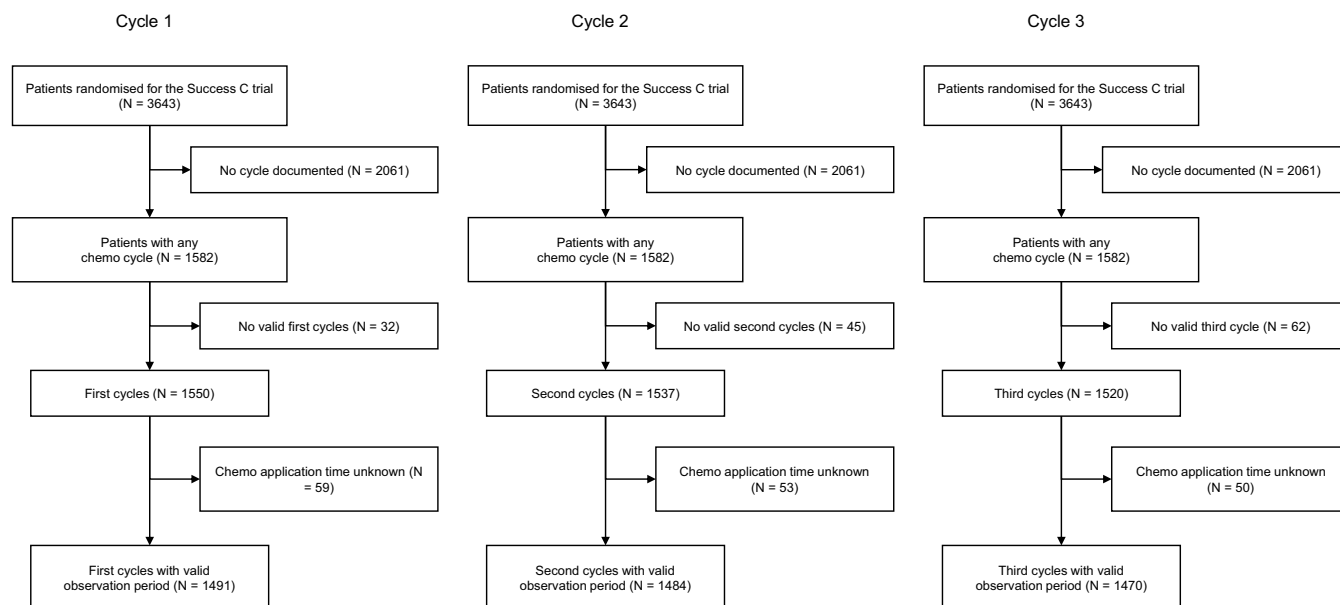 Cycle 1
Patients randomised for the Success C trial
(N = 3643)
No cycle documented (N = 2061)
Patients with any
chemo cycle (N = 1582)
No valid first cycles (N = 32)
First cycles (N = 1550)
Chemo application time unknown (N
= 59)
First cycles with valid
observation period (N = 1491)
Cycle 2
Patients randomised for the Success C trial
(N = 3643)
No cycle documented (N = 2061)
Patients with any
chemo cycle (N = 1582)
No valid second cycles (N = 45)
Second cycles (N = 1537)
Chemo application time unknown
(N = 53)
Second cycles with valid
observation period (N = 1484)
Cycle 3
Patients randomised for the Success C trial
(N = 3643)
No cycle documented (N = 2061)
Patients with any
chemo cycle (N = 1582)
No valid third cycle (N = 62)
Third cycles (N = 1520)
Chemo application time unknown
(N = 50)
Third cycles with valid
observation period (N = 1470)